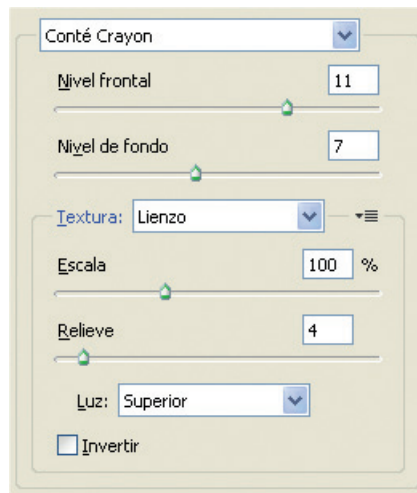 Conté Crayon
Nivel frontal 11
Nivel de fondo 7
Textura: Lienzo
Escala 100 %
Relieve 4
Luz: Superior
Invertir